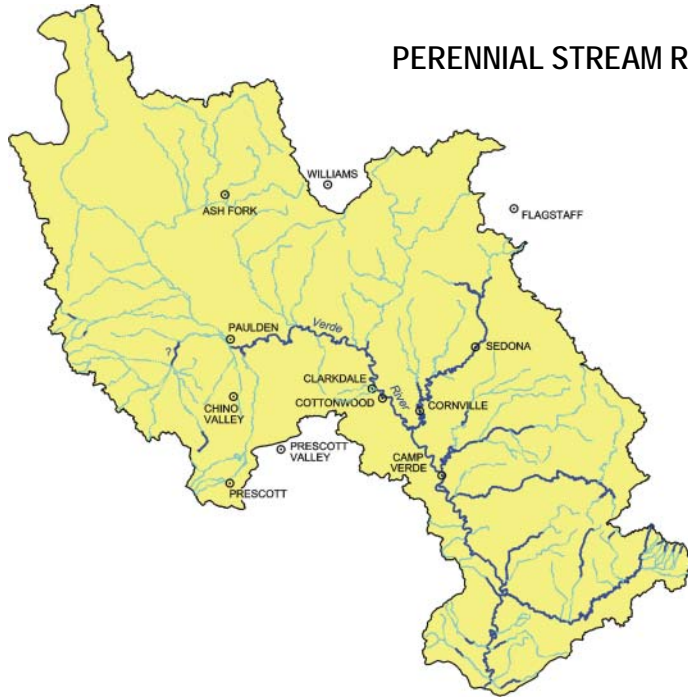 PERENNIAL STREAM R
WILLIAMS
ASH FORK
FLAGSTAFF
PAULDEN
Verde
?
SEDONA
CLARKDALE
COTTONWOOD
River
CORNVILLE
CHINO
VALLEY
PRESCOTT
VALLEY
CAMP
VERDE
PRESCOTT